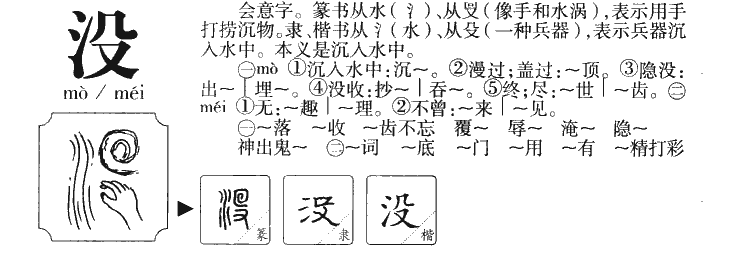 没
mò / méi
会意字。篆书从水(氵)、从𠬛(像手和水涡),表示用手
打捞沉物。隶、楷书从氵(水)、从殳(一种兵器),表示兵器沉
入水中。本义是沉入水中。
㊀mò ①沉入水中:沉～。②漫过;盖过:～顶。③隐没:
出～｜埋～。④没收:抄～｜吞～。⑤终;尽:～世｜～齿。㊁
méi ①无:～趣｜～理。②不曾:～来｜～见。
㊀～落 ～收 ～齿不忘 覆～ 辱～ 淹～ 隐～
神出鬼～ ㊁～词 ～底 ～门 ～用 ～有 ～精打彩
篆 没 隶 没 楷